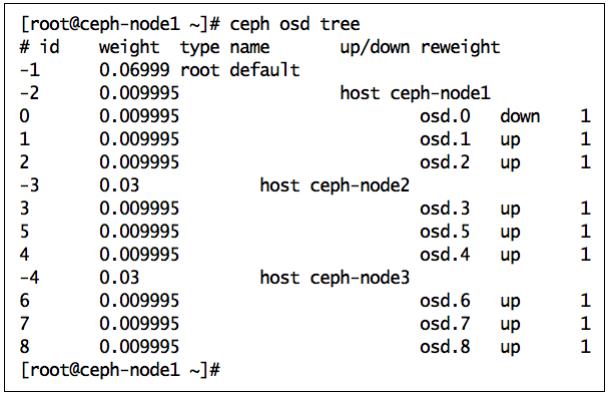 [root@ceph-node1 ~]# ceph osd tree
# id    weight  type name       up/down reweight
-1      0.06999 root default
-2      0.009995                host ceph-node1
0       0.009995                        osd.0   down    1
1       0.009995                        osd.1   up      1
2       0.009995                        osd.2   up      1
-3      0.03            host ceph-node2
3       0.009995                        osd.3   up      1
5       0.009995                        osd.5   up      1
4       0.009995                        osd.4   up      1
-4      0.03            host ceph-node3
6       0.009995                        osd.6   up      1
7       0.009995                        osd.7   up      1
8       0.009995                        osd.8   up      1
[root@ceph-node1 ~]#